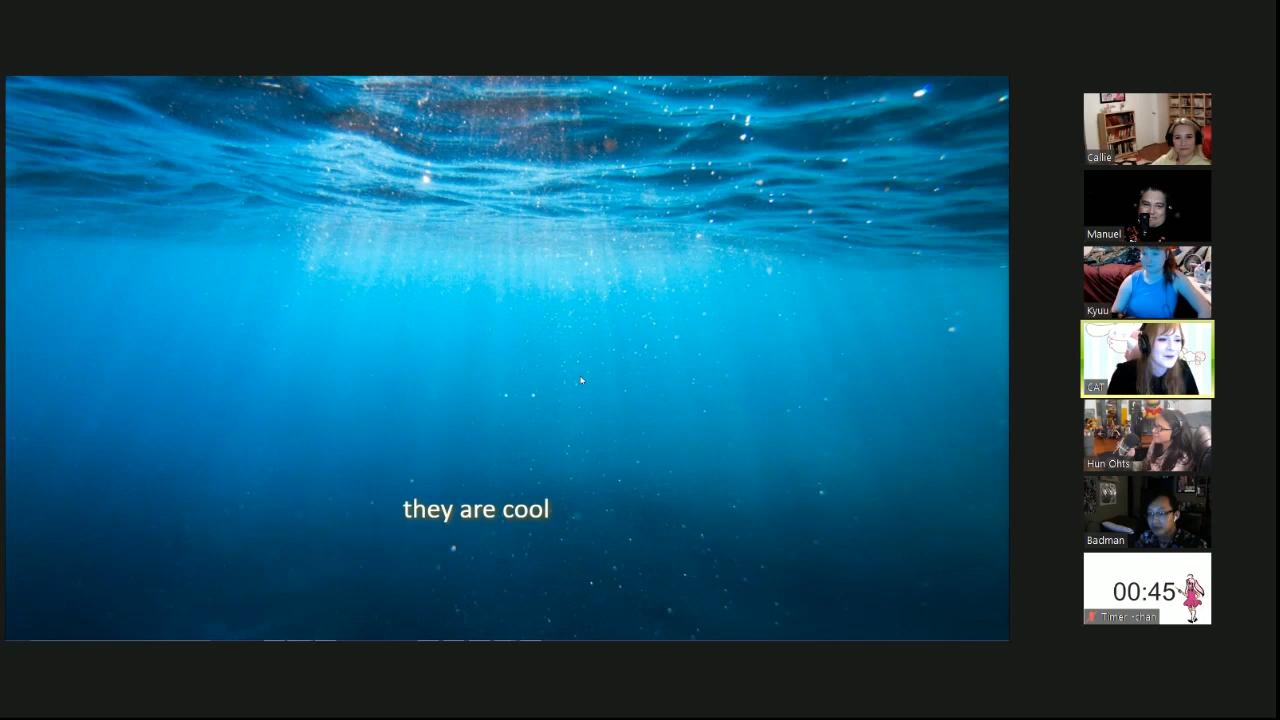 they are cool
Callie
Manuel
Kyuu
CAT
Hun Ohts
Badman
00:45
Timer -chan